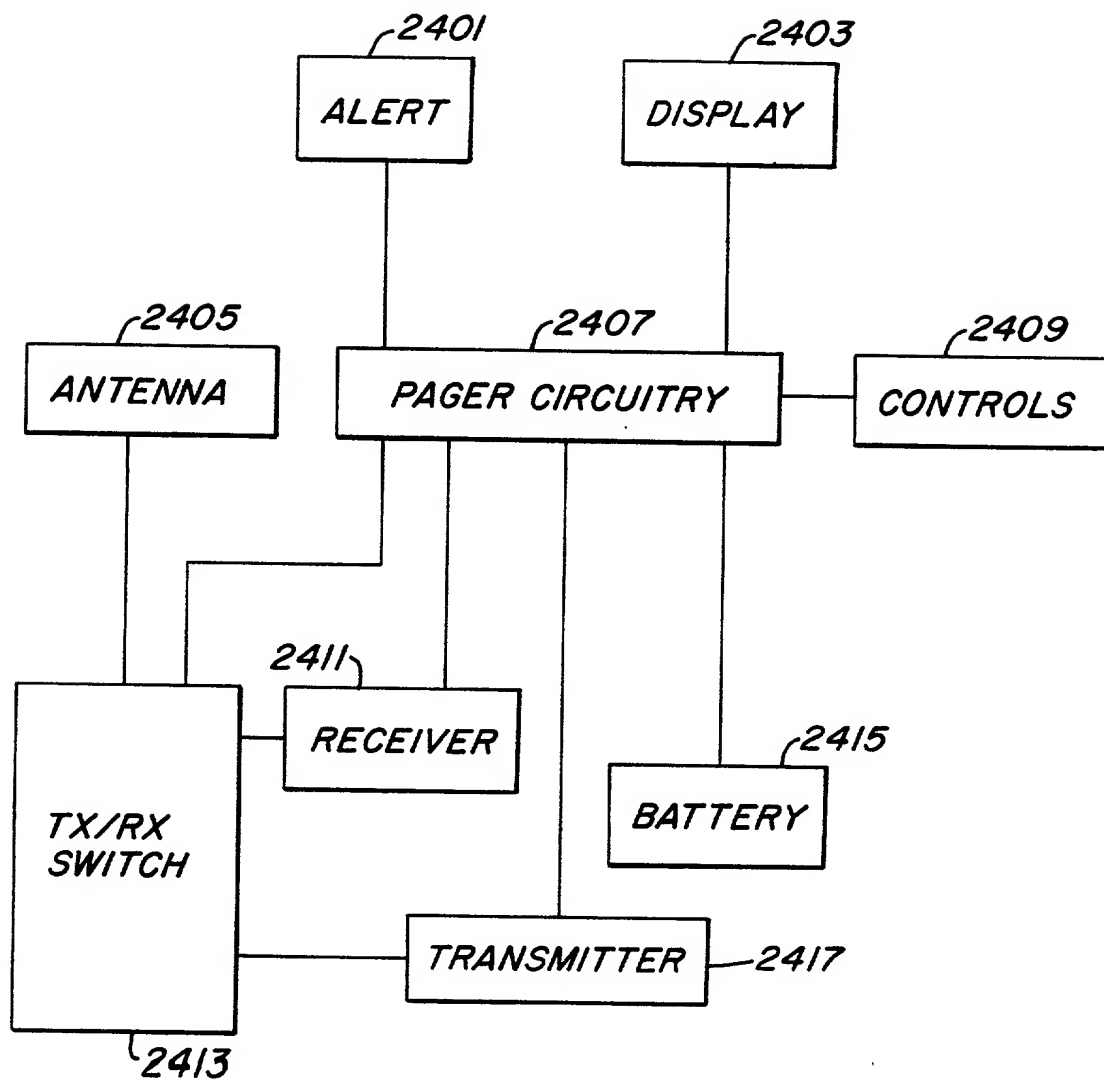 2401
ALERT
2403
DISPLAY
2405
ANTENNA
2407
PAGER CIRCUITRY
2409
CONTROLS
2411
RECEIVER
2415
BATTERY
TX/RX
SWITCH
TRANSMITTER
2417
2413